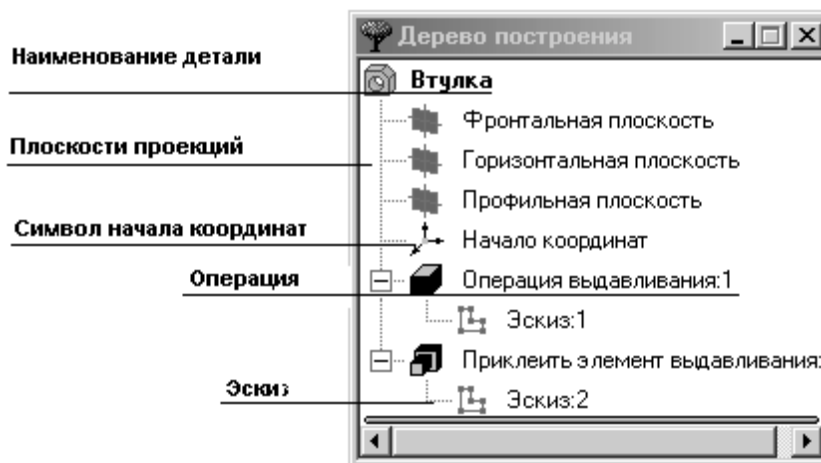 Дерево построения
Наименование детали
Втулка
Фронтальная плоскость
Плоскости проекций
Горизонтальная плоскость
Профильная плоскость
Символ начала координат
Начало координат
Операция
Операция выдавливания:1
Эскиз:1
Приклеить элемент выдавливания:
Эскиз
Эскиз:2